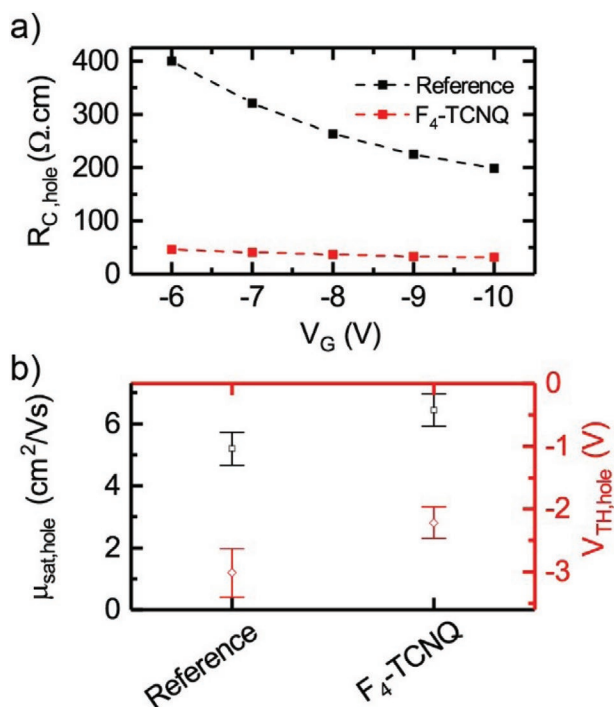 a)
R_C,hole (Ω.cm)
400
300
200
100
0
Reference
F₄-TCNQ
-6 -7 -8 -9 -10
V_G (V)
b)
μ_sat,hole (cm²/Vs)
6
4
2
0
0
-1
-2
-3
V_TH,hole (V)
Reference
F₄-TCNQ